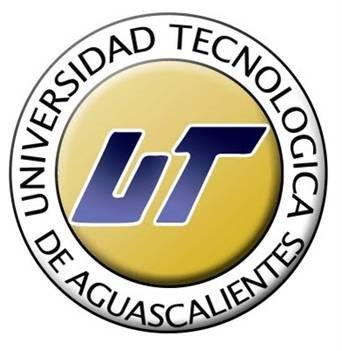 UNIVERSIDAD TECNOLOGICA
DE AGUASCALIENTES
UT